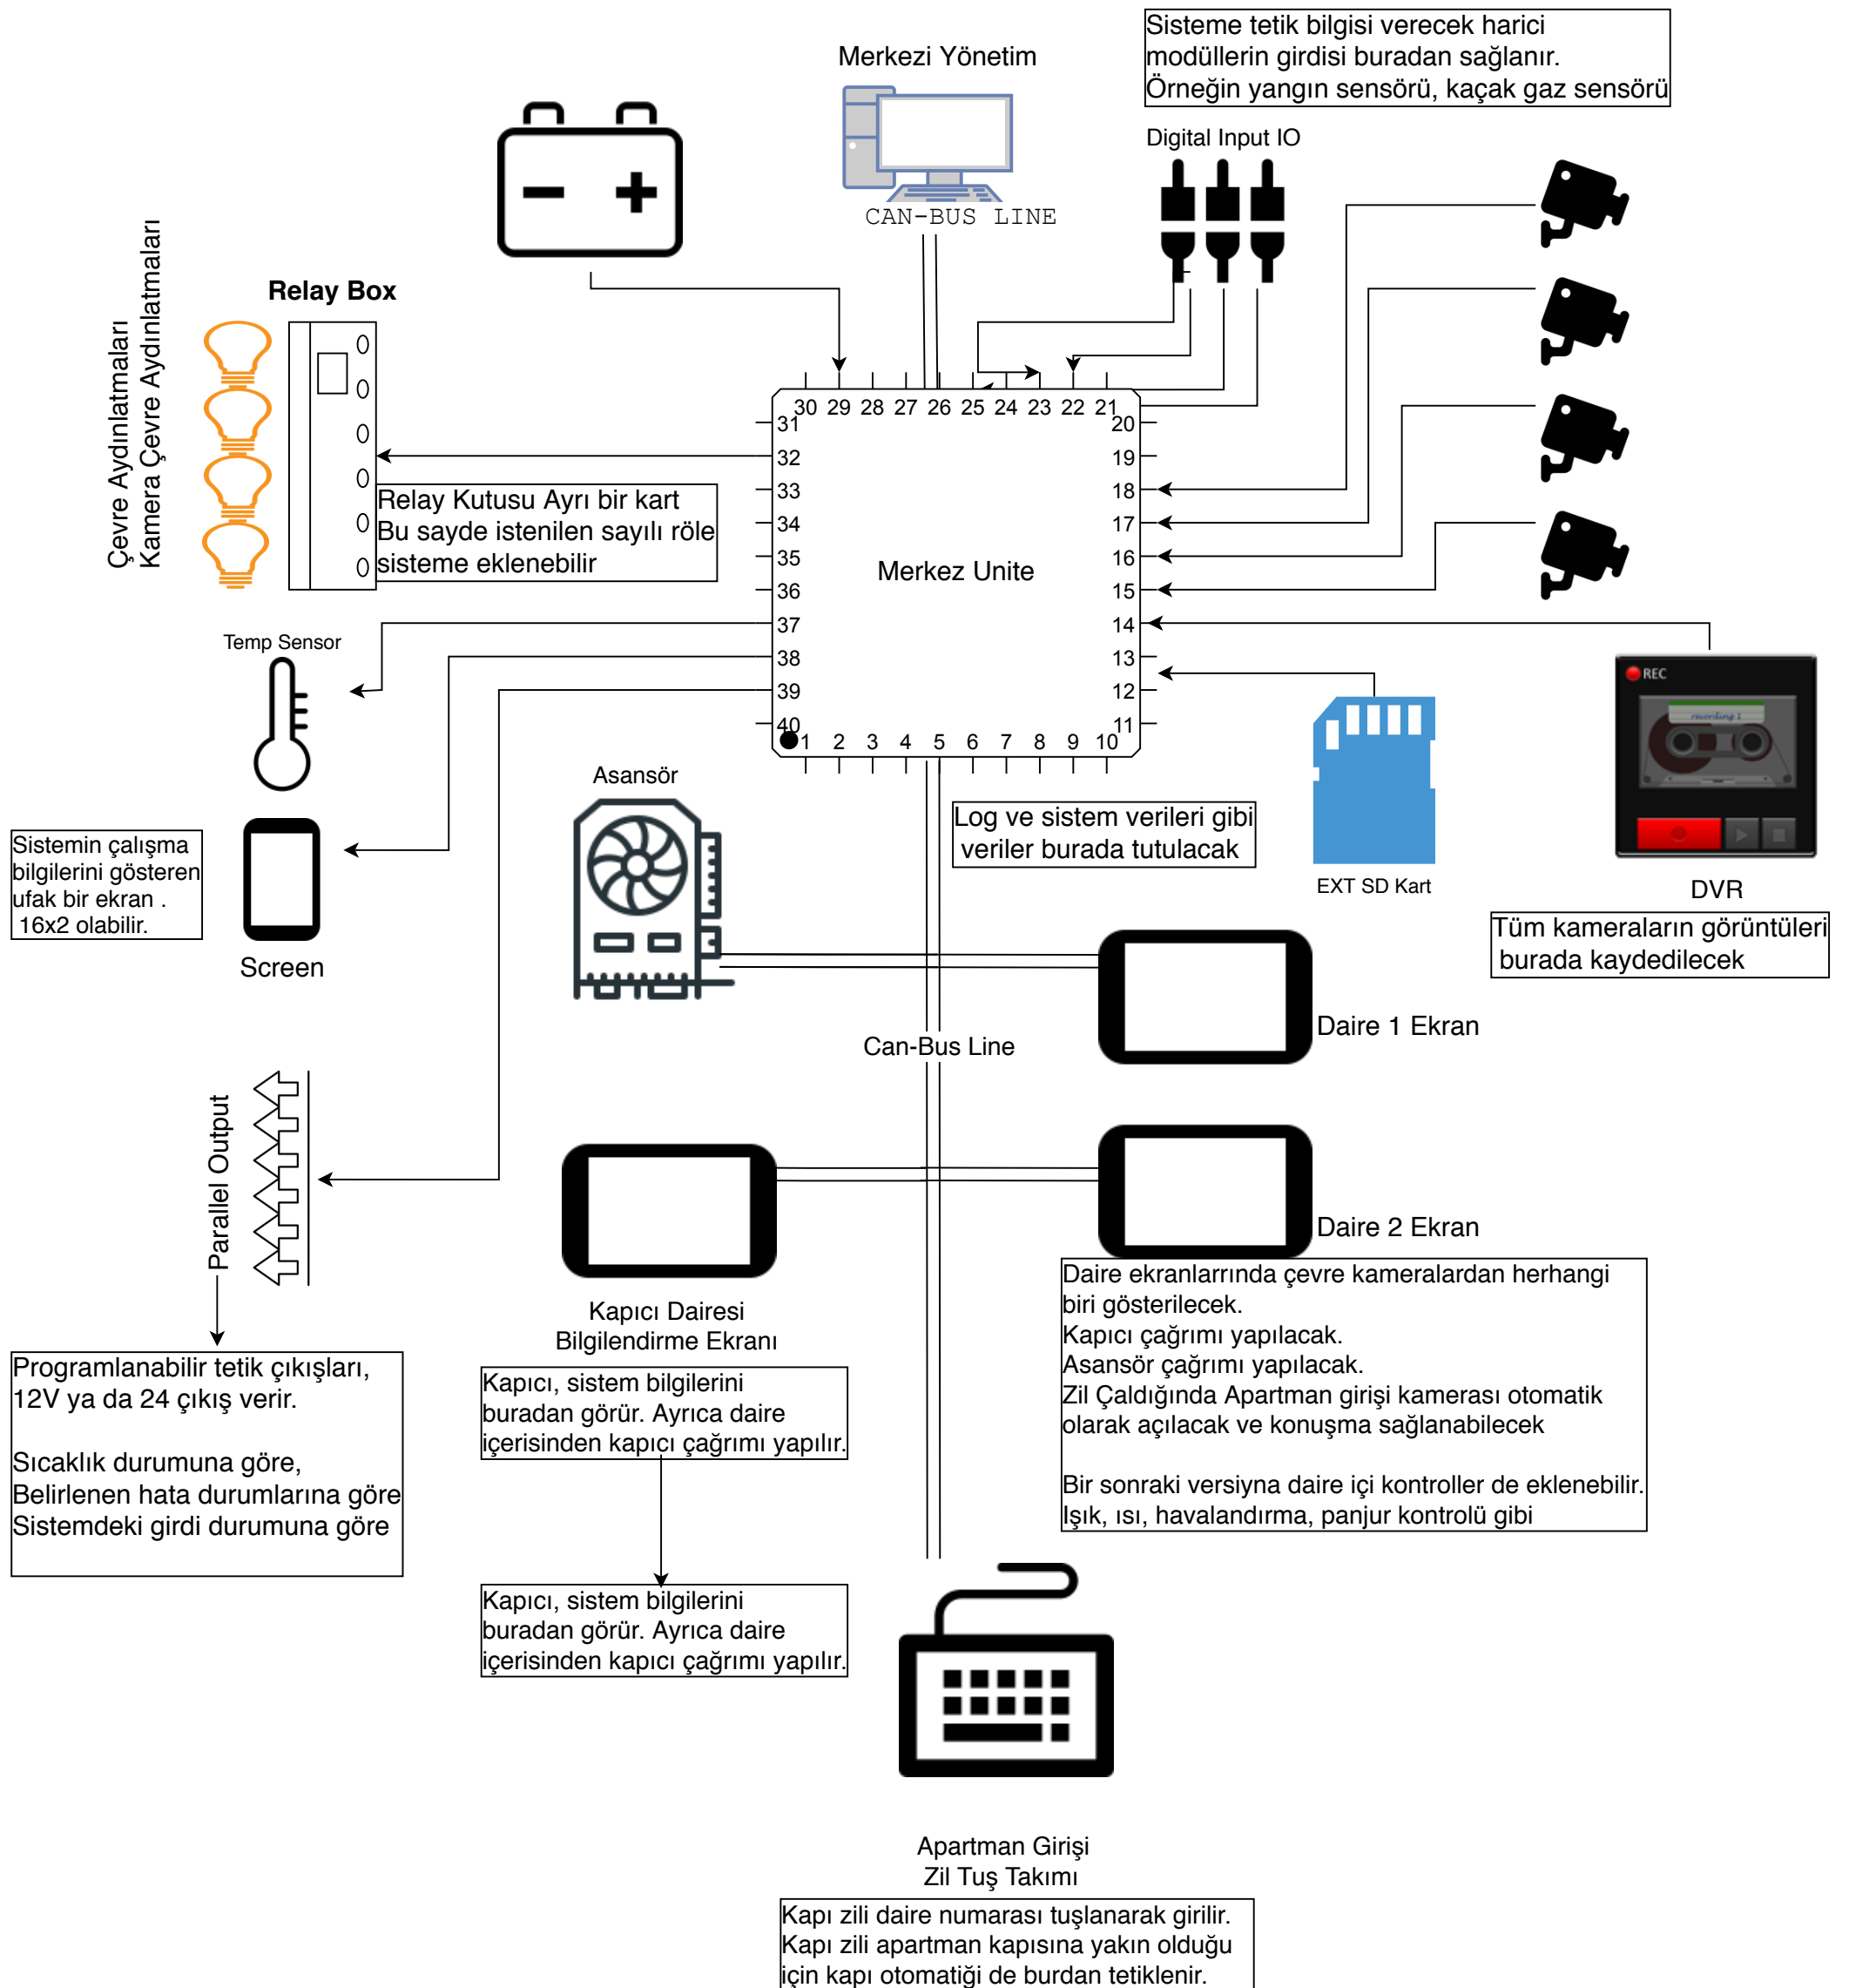 Sisteme tetik bilgisi verecek harici
modüllerin girdisi buradan sağlanır.
Örneğin yangın sensörü, kaçak gaz sensörü
Merkezi Yönetim
CAN-BUS LINE
Digital Input IO
Çevre Aydınlatmaları
Kamera Çevre Aydınlatmaları
Relay Box
Relay Kutusu Ayrı bir kart
Bu sayde istenilen sayılı röle
sisteme eklenebilir
30 29 28 27 26 25 24 23 22 21
31
32
33
34
35
36
37
38
39
40
Merkez Unite
20
19
18
17
16
15
14
13
12
11
1 2 3 4 5 6 7 8 9 10
Temp Sensor
REC
recording 1
Asansör
Log ve sistem verileri gibi
veriler burada tutulacak
EXT SD Kart
DVR
Tüm kameraların görüntüleri
burada kaydedilecek
Sistemin çalışma
bilgilerini gösteren
ufak bir ekran .
16x2 olabilir.
Screen
Daire 1 Ekran
Can-Bus Line
Parallel Output
Daire 2 Ekran
Daire ekranlarrında çevre kameralardan herhangi
biri gösterilecek.
Kapıcı çağrımı yapılacak.
Asansör çağrımı yapılacak.
Zil Çaldığında Apartman girişi kamerası otomatik
olarak açılacak ve konuşma sağlanabilecek
Bir sonraki versiyna daire içi kontroller de eklenebilir.
Işık, ısı, havalandırma, panjur kontrolü gibi
Kapıcı Dairesi
Bilgilendirme Ekranı
Kapıcı, sistem bilgilerini
buradan görür. Ayrıca daire
içerisinden kapıcı çağrımı yapılır.
Programlanabilir tetik çıkışları,
12V ya da 24 çıkış verir.
Sıcaklık durumuna göre,
Belirlenen hata durumlarına göre
Sistemdeki girdi durumuna göre
Kapıcı, sistem bilgilerini
buradan görür. Ayrıca daire
içerisinden kapıcı çağrımı yapılır.
Apartman Girişi
Zil Tuş Takımı
Kapı zili daire numarası tuşlanarak girilir.
Kapı zili apartman kapısına yakın olduğu
için kapı otomatiği de burdan tetiklenir.